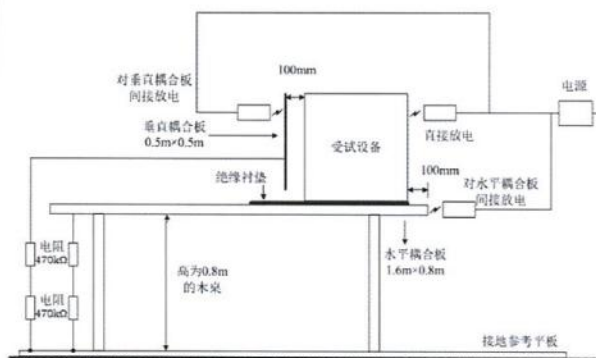 100mm
对垂直耦合板
间接放电
电源
垂直耦合板
0.5m×0.5m
受试设备
直接放电
100mm
绝缘衬垫
对水平耦合板
间接放电
电阻
470kΩ
高为0.8m
的木桌
水平耦合板
1.6m×0.8m
电阻
470kΩ
接地参考平板